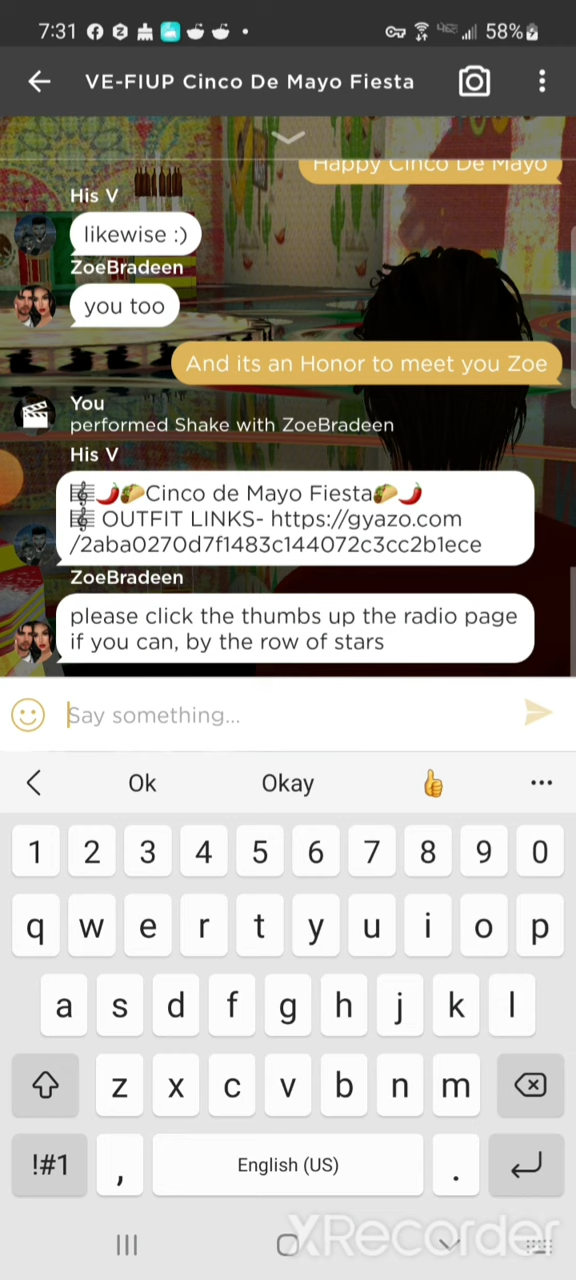 7:31
58%
VE-FIUP Cinco De Mayo Fiesta
Happy Cinco De Mayo
His V
likewise :)
ZoeBradeen
you too
And its an Honor to meet you Zoe
You
performed Shake with ZoeBradeen
His V
🎼🌶🌮Cinco de Mayo Fiesta🌮🌶
🎼 OUTFIT LINKS- https://gyazo.com
/2aba0270d7f1483c144072c3cc2b1ece
ZoeBradeen
please click the thumbs up the radio page
if you can, by the row of stars
Say something...
Ok Okay 👍 ...
1 2 3 4 5 6 7 8 9 0
q w e r t y u i o p
a s d f g h j k l
z x c v b n m
!#1 , English (US) .
XRecorder